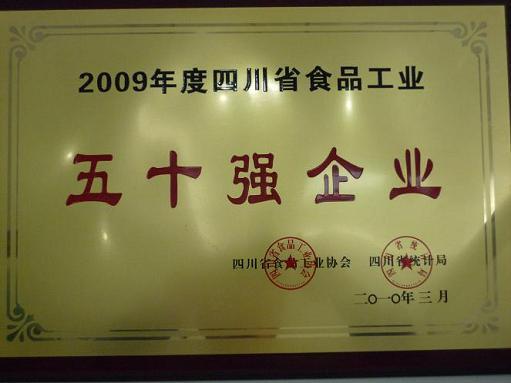 2009年度四川省食品工业
五十强企业
四川省食品工业协会 四川省统计局
二〇一〇年三月